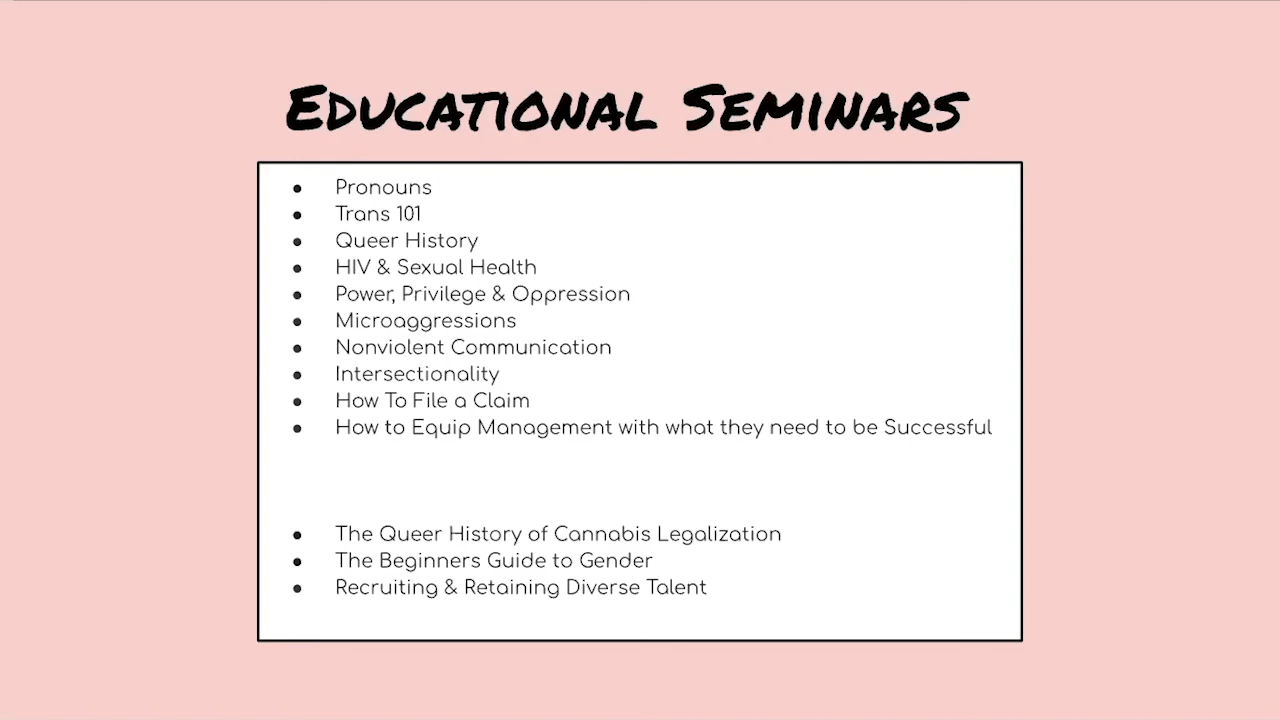 Educational Seminars
● Pronouns
● Trans 101
● Queer History
● HIV & Sexual Health
● Power, Privilege & Oppression
● Microaggressions
● Nonviolent Communication
● Intersectionality
● How To File a Claim
● How to Equip Management with what they need to be Successful
● The Queer History of Cannabis Legalization
● The Beginners Guide to Gender
● Recruiting & Retaining Diverse Talent